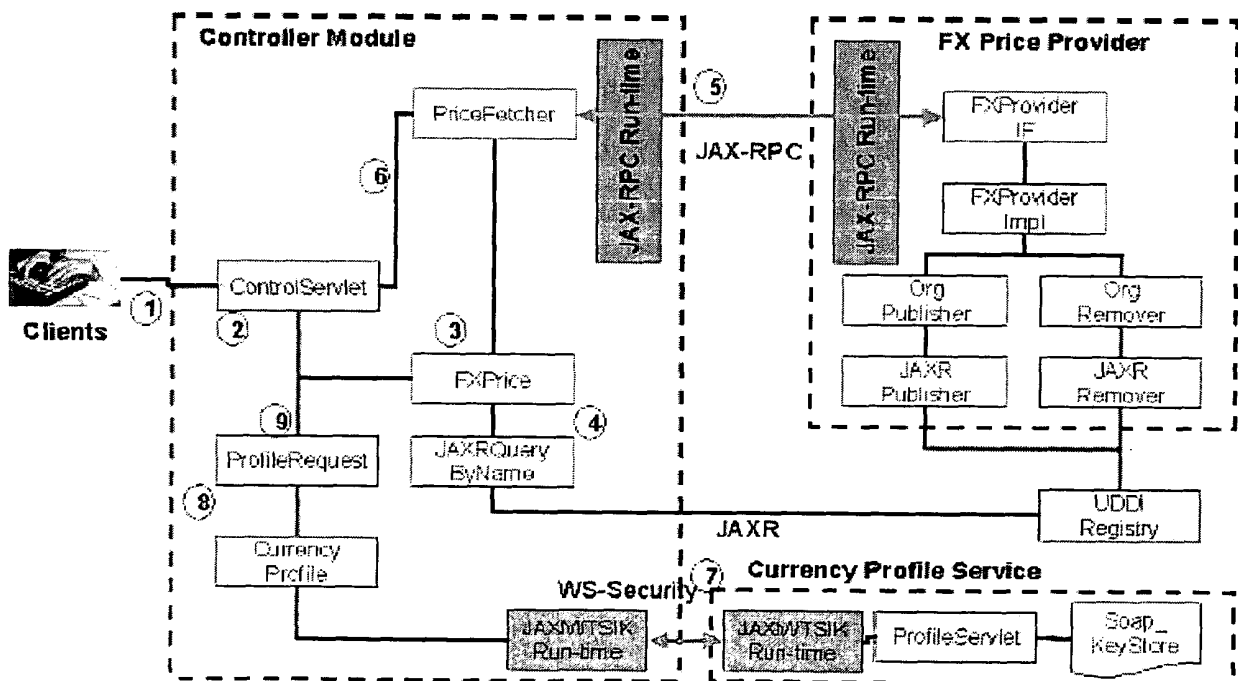 Controller Module
FX Price Provider
PriceFetcher
JAX-RPC Run-time
5
JAX-RPC
JAX-RPC Run-time
FXProvider
IF
6
FXProvider
Impl
Clients
1
ControlServlet
2
Org
Publisher
Org
Remover
3
FXPrice
JAXR
Publisher
JAXR
Remover
9
4
ProfileRequest
JAXRQuery
ByName
8
UDDI
Registry
JAXR
Currency
Profile
7
Currency Profile Service
WS-Security
JAXM/TSIK
Run-time
JAXM/TSIK
Run-time
ProfileServlet
Soap_
KeyStore